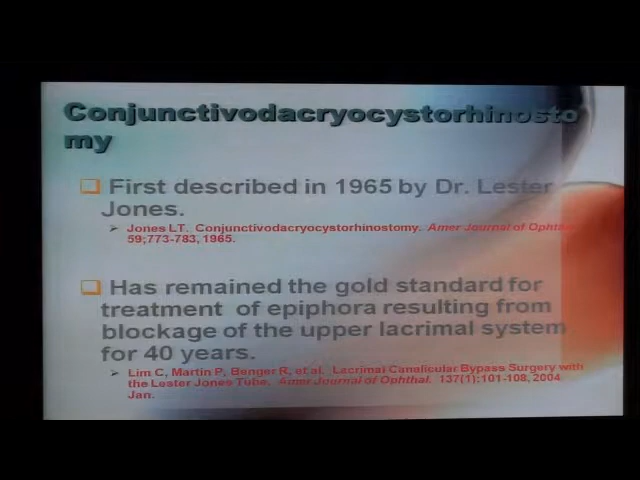 Conjunctivodacryocystorhinosto
my
First described in 1965 by Dr. Lester
Jones.
Jones LT. Conjunctivodacryocystorhinostomy. Amer Journal of Ophthal.
59;773-783, 1965.
Has remained the gold standard for
treatment of epiphora resulting from
blockage of the upper lacrimal system
for 40 years.
Lim C, Martin P, Benger R, et al. Lacrimal Canalicular Bypass Surgery with
the Lester Jones Tube. Amer Journal of Ophthal. 137(1):101-108, 2004
Jan.